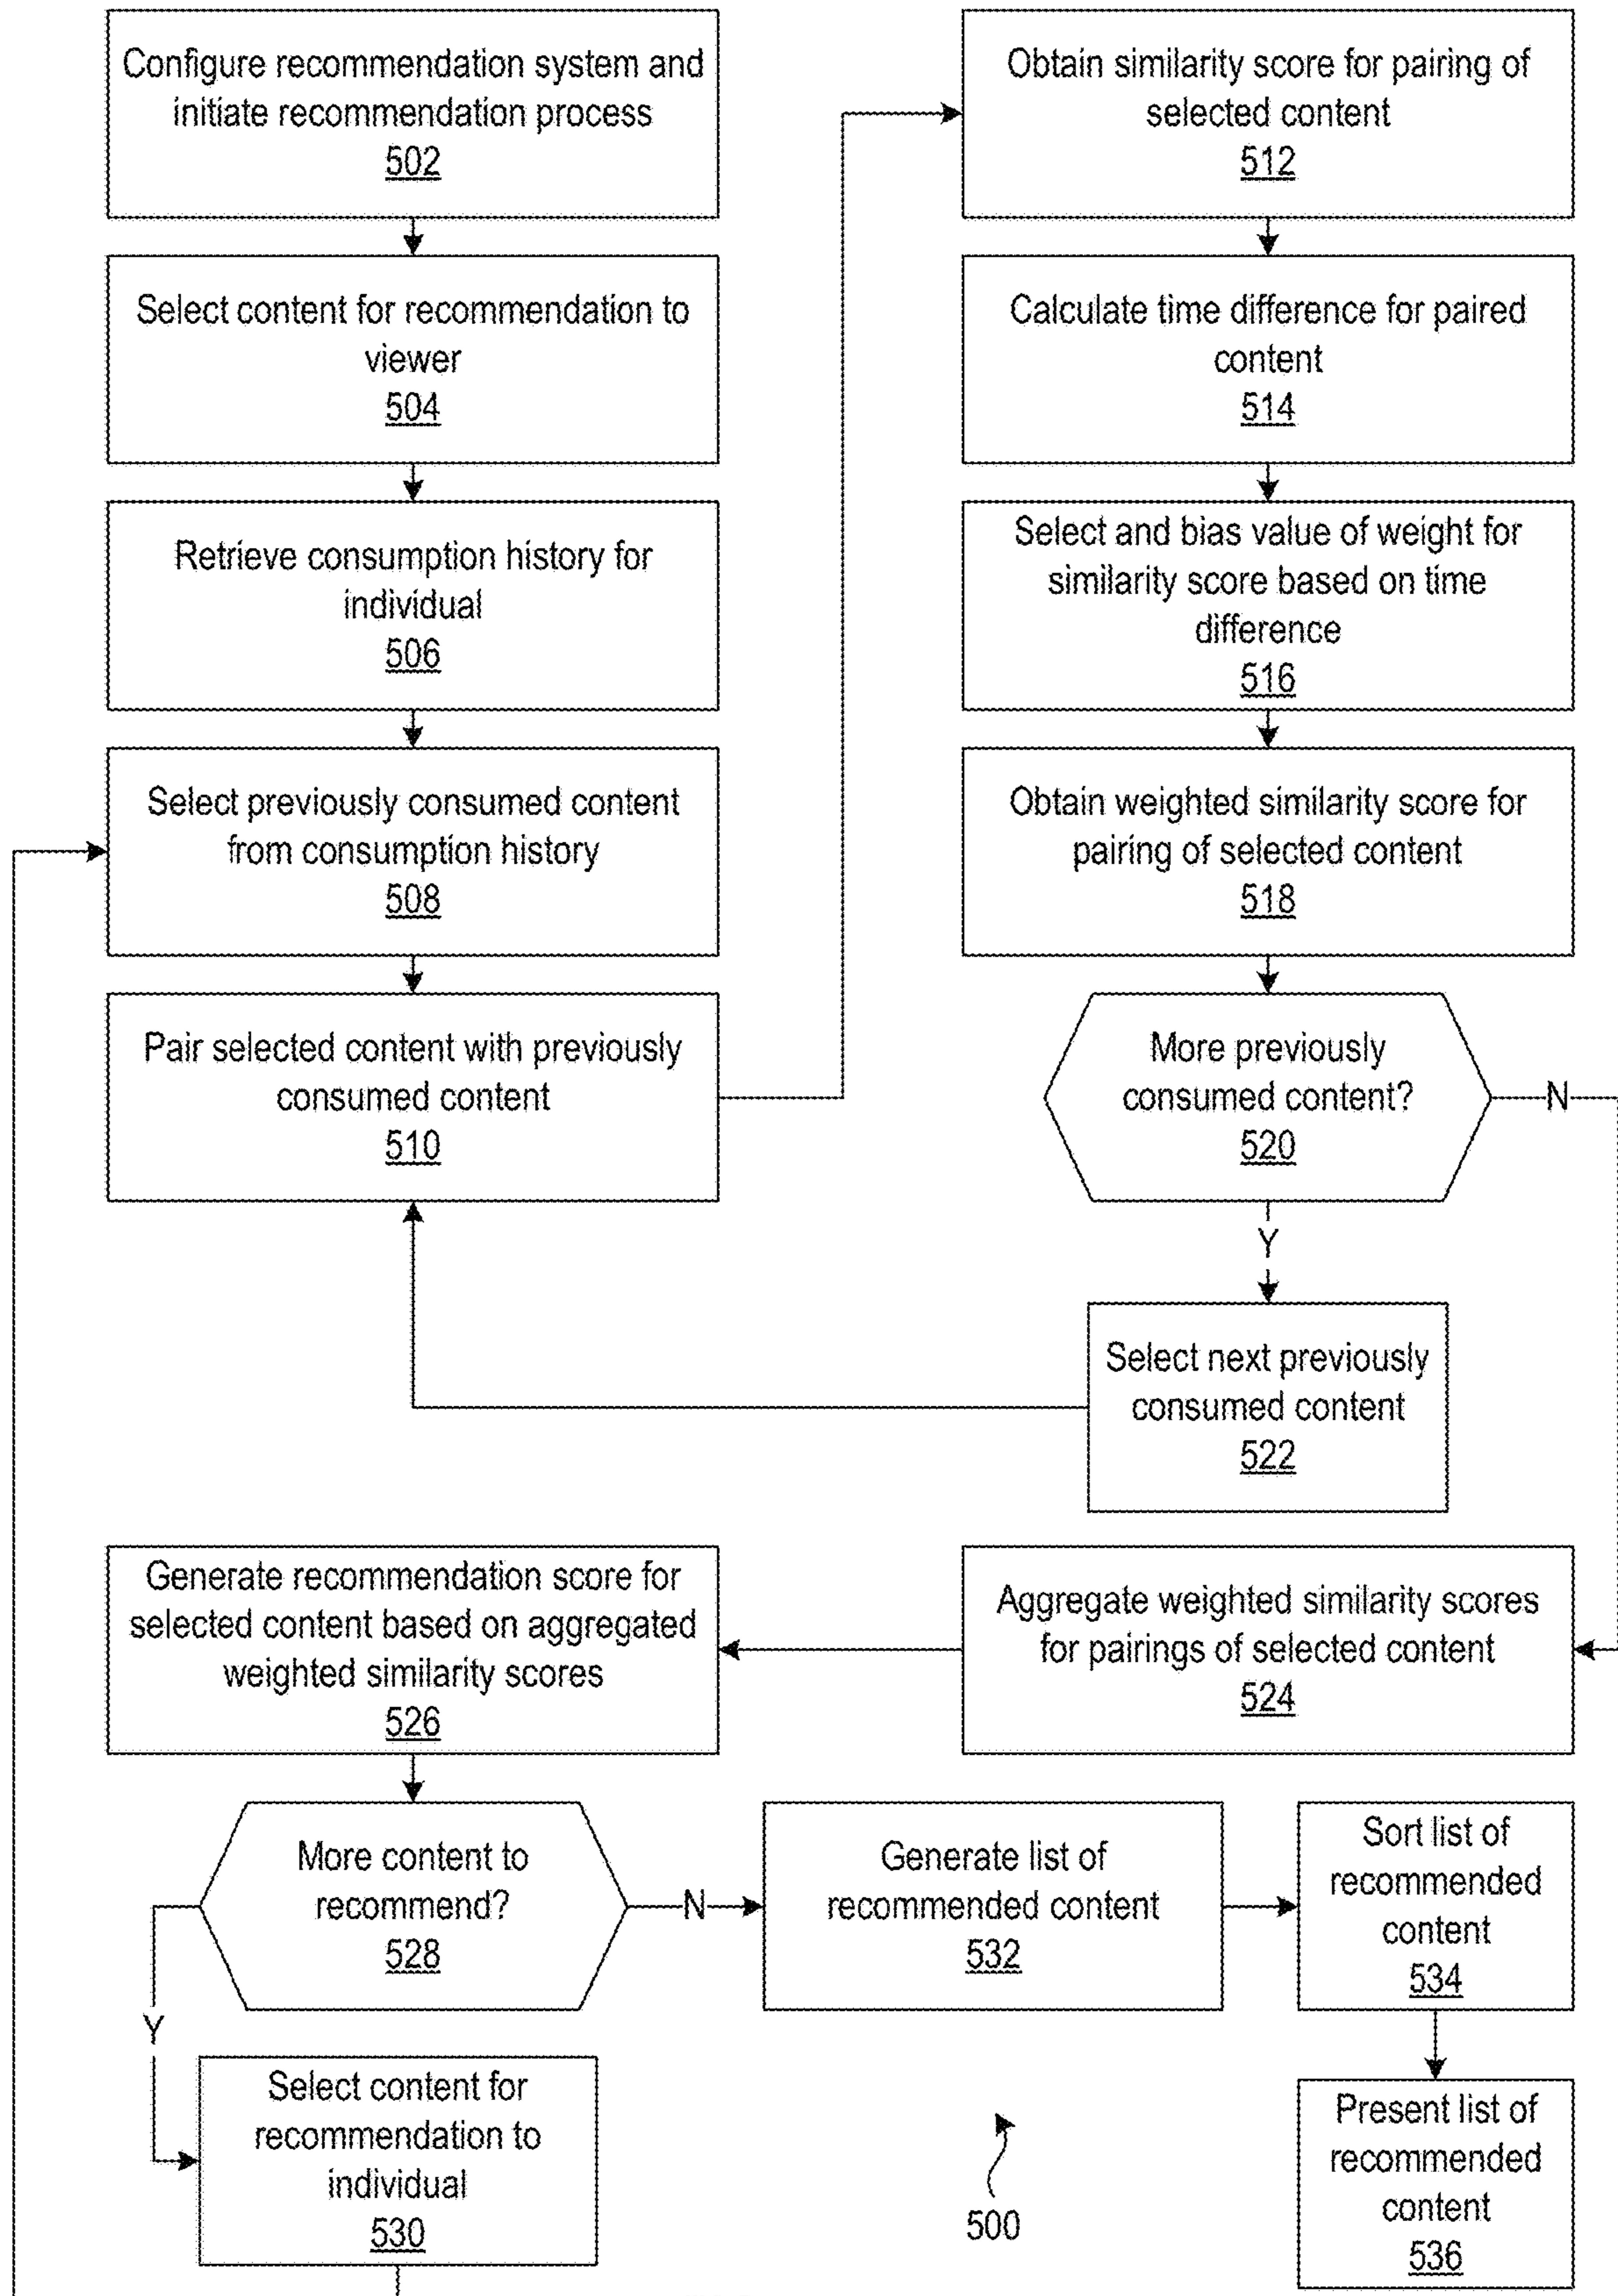 Configure recommendation system and
initiate recommendation process
502
Select content for recommendation to
viewer
504
Retrieve consumption history for
individual
506
Select previously consumed content
from consumption history
508
Pair selected content with previously
consumed content
510
Obtain similarity score for pairing of
selected content
512
Calculate time difference for paired
content
514
Select and bias value of weight for
similarity score based on time
difference
516
Obtain weighted similarity score for
pairing of selected content
518
More previously
consumed content?
520
N
Y
Select next previously
consumed content
522
Aggregate weighted similarity scores
for pairings of selected content
524
Generate recommendation score for
selected content based on aggregated
weighted similarity scores
526
More content to
recommend?
528
N
Y
Select content for
recommendation to
individual
530
Generate list of
recommended content
532
Sort list of
recommended
content
534
Present list of
recommended
content
536
500